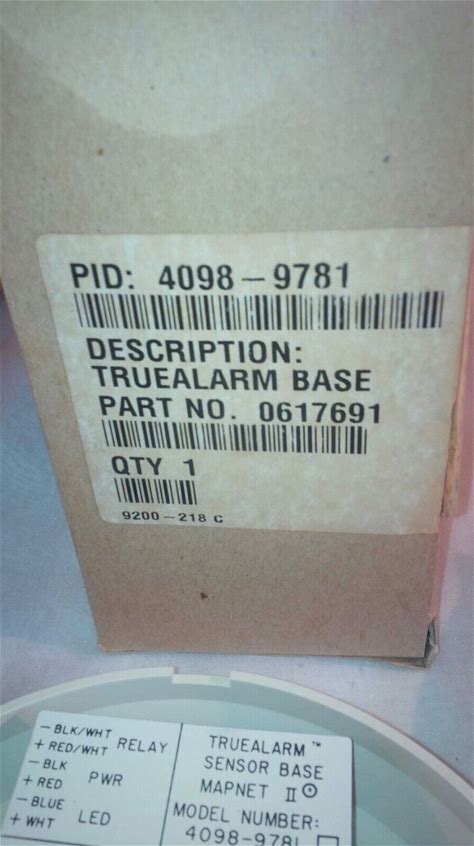 PID: 4098-9781
DESCRIPTION:
TRUEALARM BASE
PART NO. 0617691
QTY 1
9200-218 C
- BLK/WHT
+ RED/WHT RELAY
- BLK
+ RED PWR
- BLUE
+ WHT LED
TRUEALARM™
SENSOR BASE
MAPNET II
MODEL NUMBER:
4098-9781